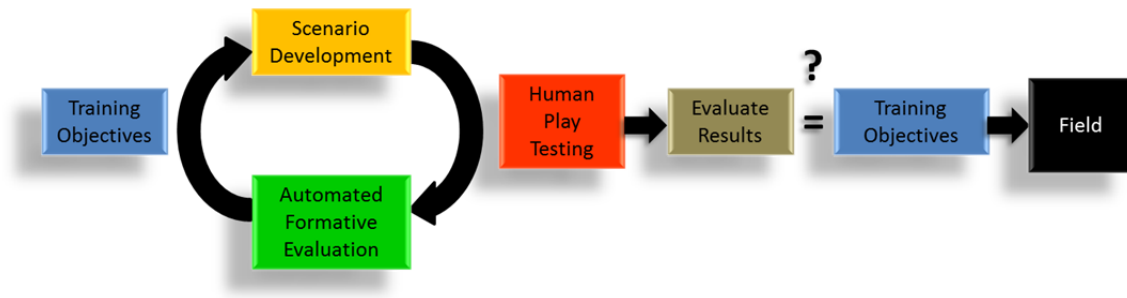 Training
Objectives
Scenario
Development
Automated
Formative
Evaluation
Human
Play
Testing
Evaluate
Results
?
=
Training
Objectives
Field